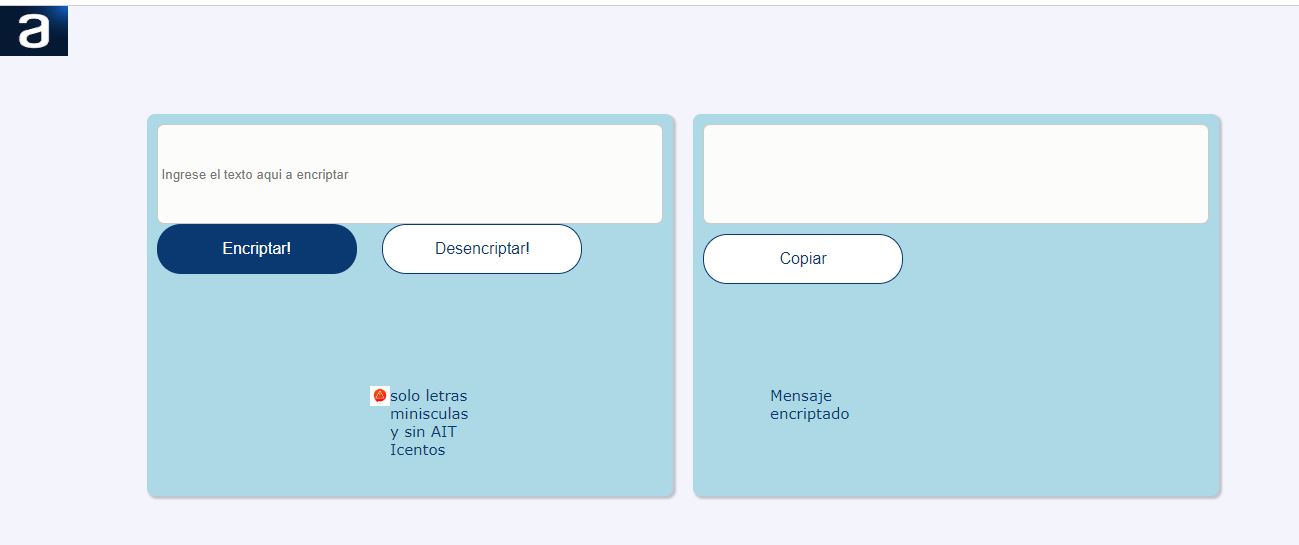 a
Ingrese el texto aqui a encriptar
Encriptar!
Desencriptar!
solo letras
minisculas
y sin AIT
Icentos
Copiar
Mensaje
encriptado